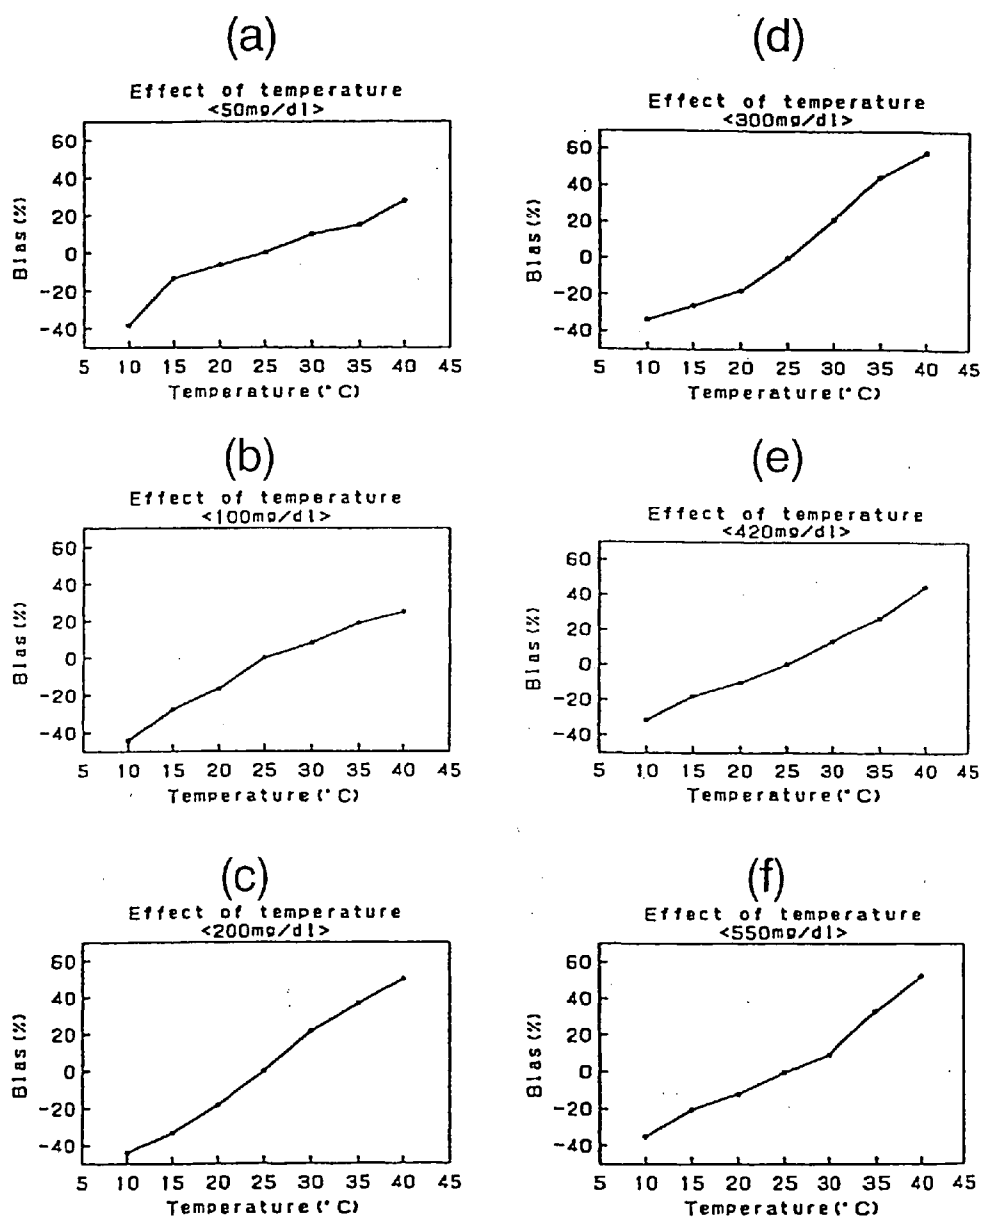 (a)
Effect of temperature
<50mg/dl>
60
40
20
0
-20
-40
Bias(%)
5 10 15 20 25 30 35 40 45
Temperature(°C)
(b)
Effect of temperature
<100mg/dl>
60
40
20
0
-20
-40
Bias(%)
5 10 15 20 25 30 35 40 45
Temperature(°C)
(c)
Effect of temperature
<200mg/dl>
60
40
20
0
-20
-40
Bias(%)
5 10 15 20 25 30 35 40 45
Temperature(°C)
(d)
Effect of temperature
<300mg/dl>
60
40
20
0
-20
-40
Bias(%)
5 10 15 20 25 30 35 40 45
Temperature(°C)
(e)
Effect of temperature
<420mg/dl>
60
40
20
0
-20
-40
Bias(%)
5 10 15 20 25 30 35 40 45
Temperature(°C)
(f)
Effect of temperature
<550mg/dl>
60
40
20
0
-20
-40
Bias(%)
5 10 15 20 25 30 35 40 45
Temperature(°C)